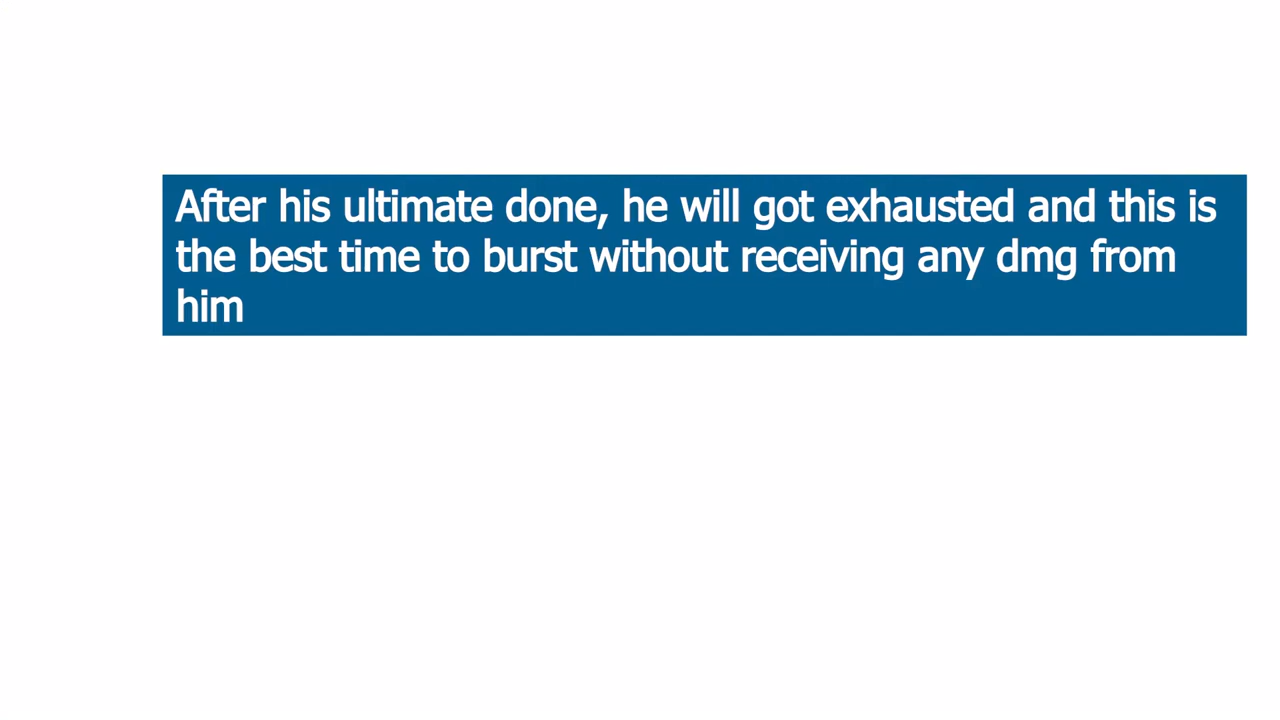 After his ultimate done, he will got exhausted and this is
the best time to burst without receiving any dmg from
him